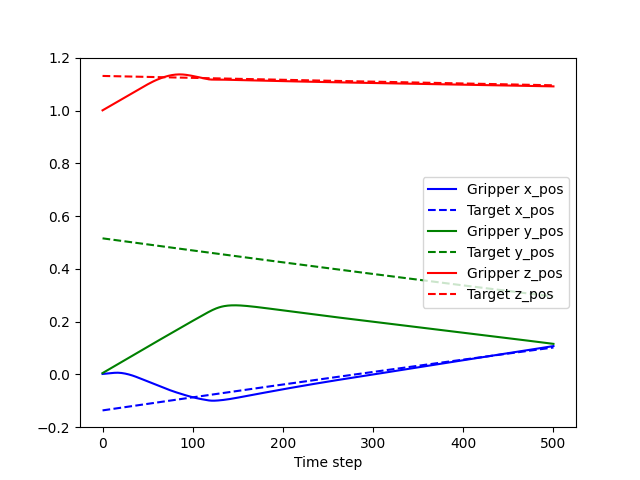 1.2
1.0
0.8
0.6
0.4
0.2
0.0
−0.2
Gripper x_pos
Target x_pos
Gripper y_pos
Target y_pos
Gripper z_pos
Target z_pos
0 100 200 300 400 500
Time step